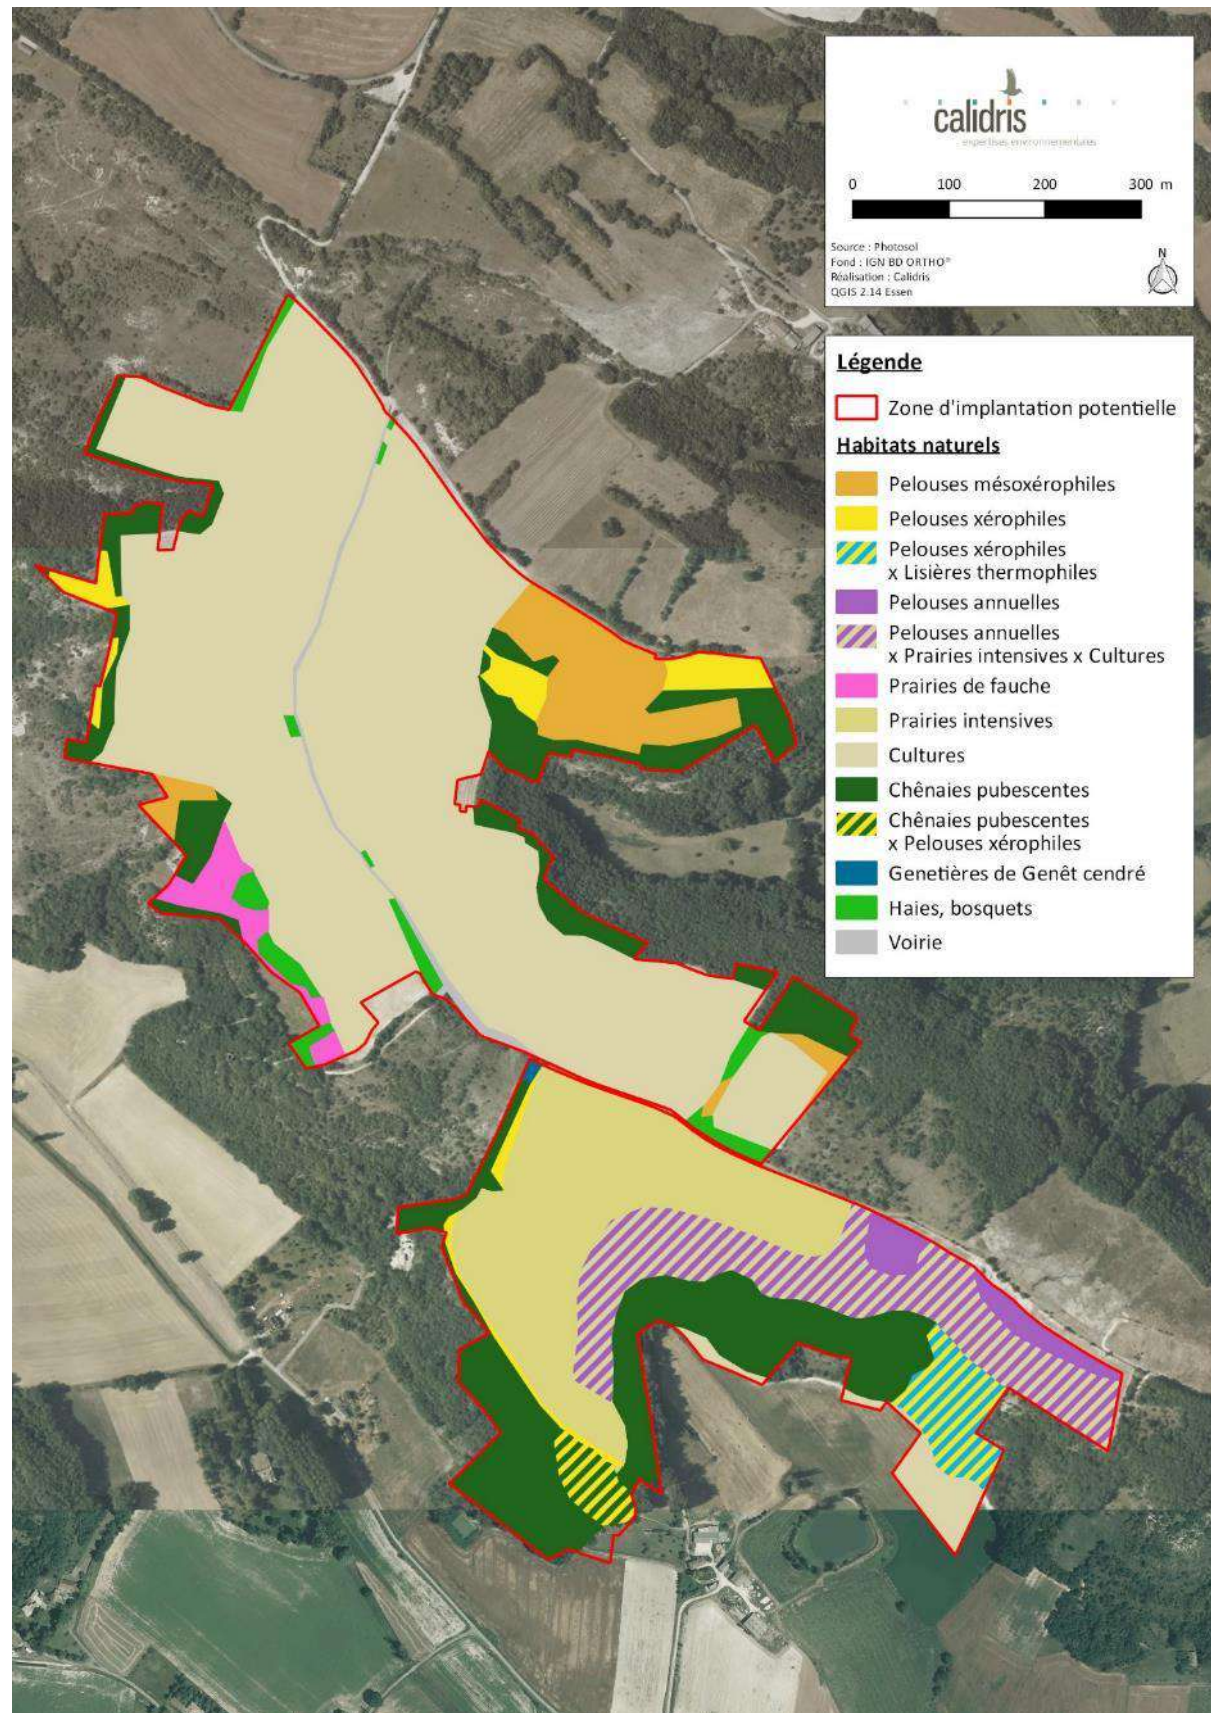 calidris
expertises environnementales
0 100 200 300 m
Source : Photosol
Fond : IGN BD ORTHO®
Réalisation : Calidris
QGIS 2.14 Essen
N
Légende
Zone d'implantation potentielle
Habitats naturels
Pelouses mésoxérophiles
Pelouses xérophiles
Pelouses xérophiles
x Lisières thermophiles
Pelouses annuelles
Pelouses annuelles
x Prairies intensives x Cultures
Prairies de fauche
Prairies intensives
Cultures
Chênaies pubescentes
Chênaies pubescentes
x Pelouses xérophiles
Genetières de Genêt cendré
Haies, bosquets
Voirie